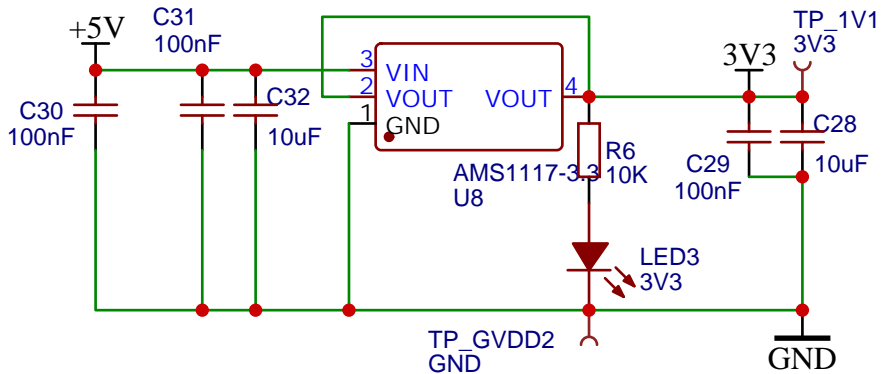 +5V
C31
100nF
TP_1V1
3V3
3V3
3
VIN
2
VOUT
VOUT
4
1
GND
C30
100nF
C32
10uF
AMS1117-3.3
U8
R6
10K
C29
100nF
C28
10uF
LED3
3V3
TP_GVDD2
GND
GND